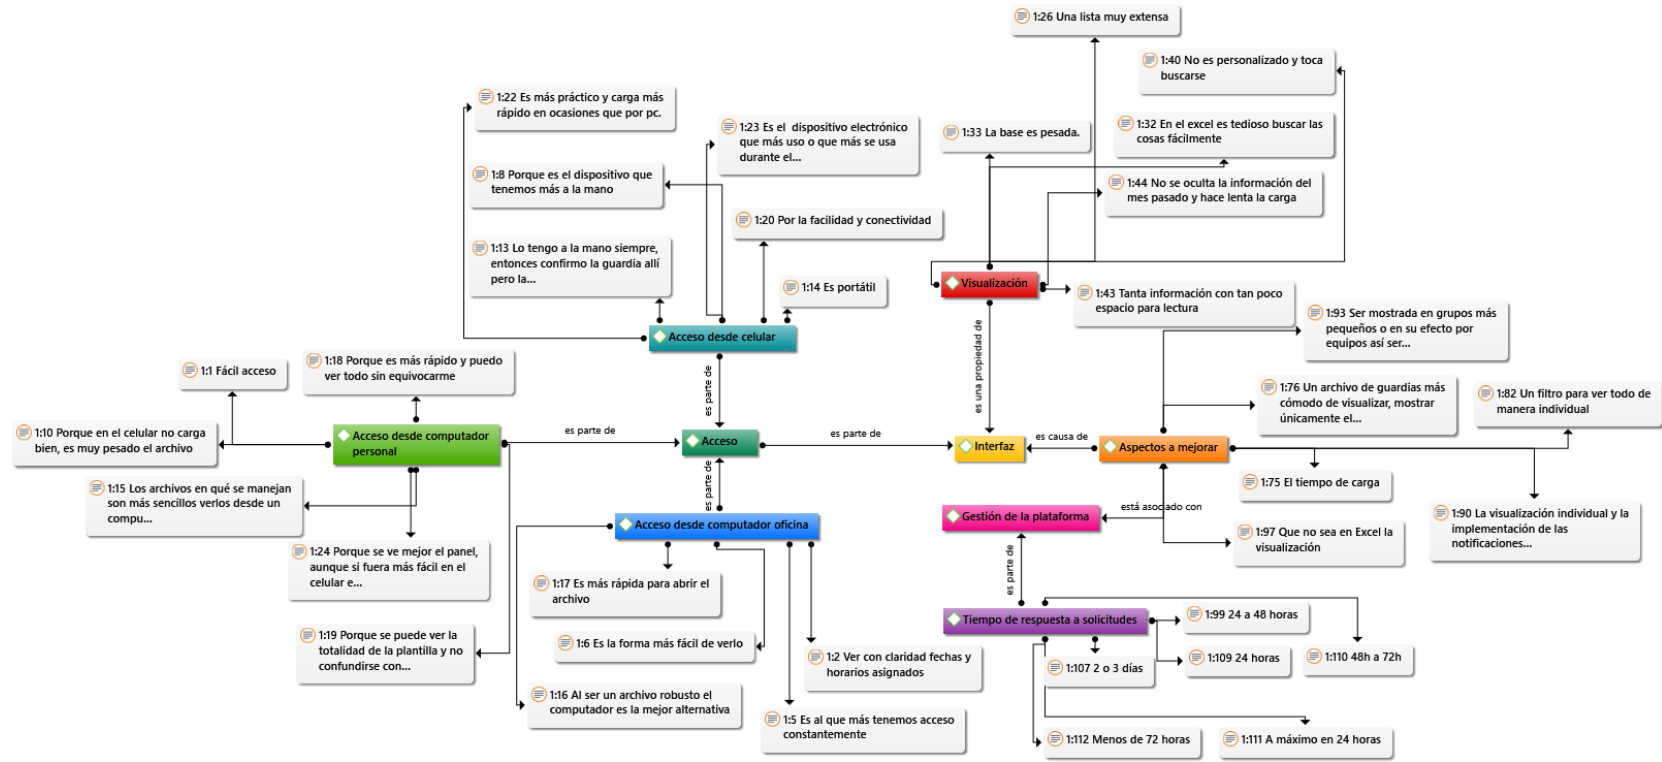 1:26 Una lista muy extensa
1:40 No es personalizado y toca
buscarse
1:22 Es más práctico y carga más
rápido en ocasiones que por pc.
1:23 Es el dispositivo electrónico
que más uso o que más se usa
durante el...
1:33 La base es pesada.
1:32 En el excel es tedioso buscar las
cosas fácilmente
1:8 Porque es el dispositivo que
tenemos más a la mano
1:44 No se oculta la información del
mes pasado y hace lenta la carga
1:20 Por la facilidad y conectividad
1:13 Lo tengo a la mano siempre,
entonces confirmo la guardia allí
pero la...
1:14 Es portátil
Visualización
1:43 Tanta información con tan poco
espacio para lectura
1:93 Ser mostrada en grupos más
pequeños o en su efecto por
equipos así ser...
Acceso desde celular
es una propiedad de
1:18 Porque es más rápido y puedo
ver todo sin equivocarme
1:1 Fácil acceso
es parte de
1:76 Un archivo de guardias más
cómodo de visualizar, mostrar
únicamente el...
1:82 Un filtro para ver todo de
manera individual
1:10 Porque en el celular no carga
bien, es muy pesado el archivo
Acceso desde computador
personal
es parte de
Acceso
es parte de
Interfaz
es causa de
Aspectos a mejorar
1:15 Los archivos en qué se manejan
son más sencillos verlos desde un
compu...
es parte de
1:75 El tiempo de carga
Acceso desde computador oficina
Gestión de la plataforma
está asociado con
1:90 La visualización individual y la
implementación de las
notificaciones...
1:97 Que no sea en Excel la
visualización
1:24 Porque se ve mejor el panel,
aunque si fuera más fácil en el
celular e...
es parte de
1:17 Es más rápida para abrir el
archivo
Tiempo de respuesta a solicitudes
1:99 24 a 48 horas
1:19 Porque se puede ver la
totalidad de la plantilla y no
confundirse con...
1:6 Es la forma más fácil de verlo
1:2 Ver con claridad fechas y
horarios asignados
1:107 2 o 3 días
1:109 24 horas
1:110 48h a 72h
1:16 Al ser un archivo robusto el
computador es la mejor alternativa
1:5 Es al que más tenemos acceso
constantemente
1:112 Menos de 72 horas
1:111 A máximo en 24 horas